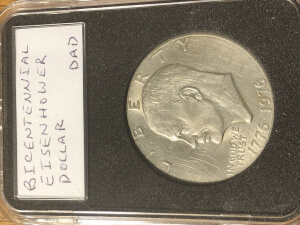 BICENTENNIAL
EISENHOWER
DOLLAR DAD
LIBERTY
IN GOD WE
TRUST
1776-1976